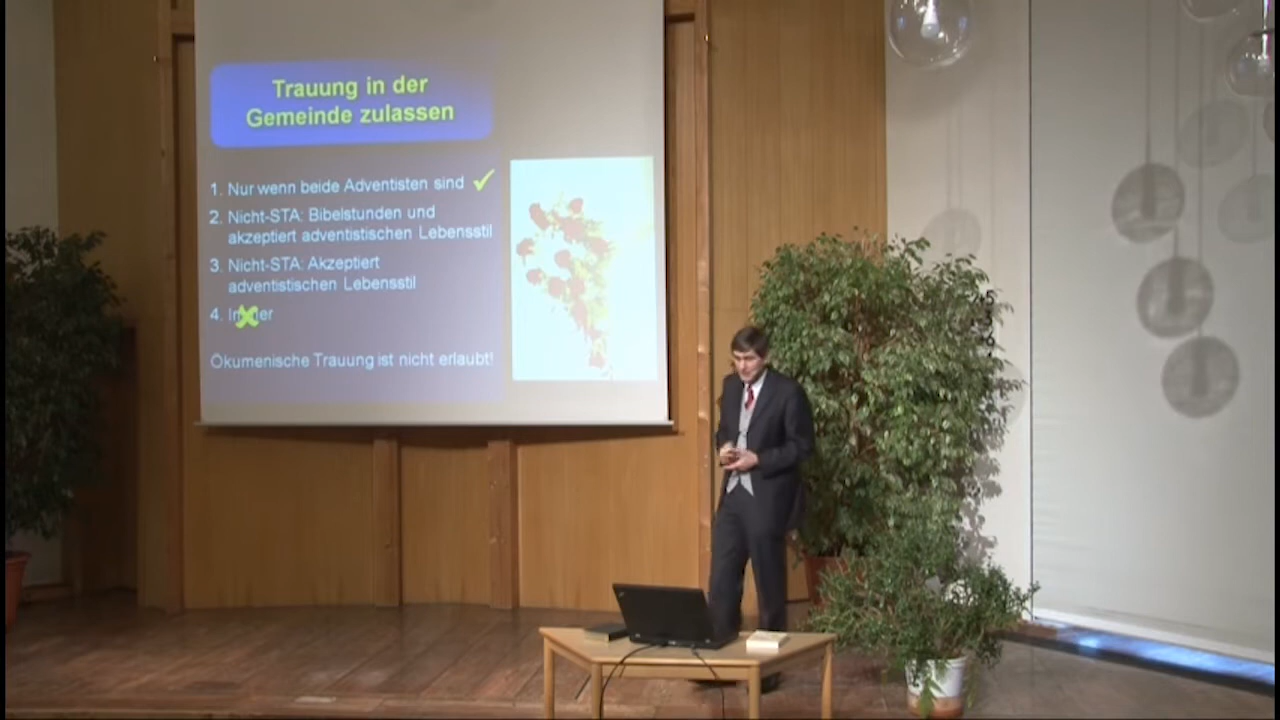 Trauung in der
Gemeinde zulassen
1. Nur wenn beide Adventisten sind
2. Nicht-STA: Bibelstunden und
akzeptiert adventistischen Lebensstil
3. Nicht-STA: Akzeptiert
adventistischen Lebensstil
4. Immer
Ökumenische Trauung ist nicht erlaubt!